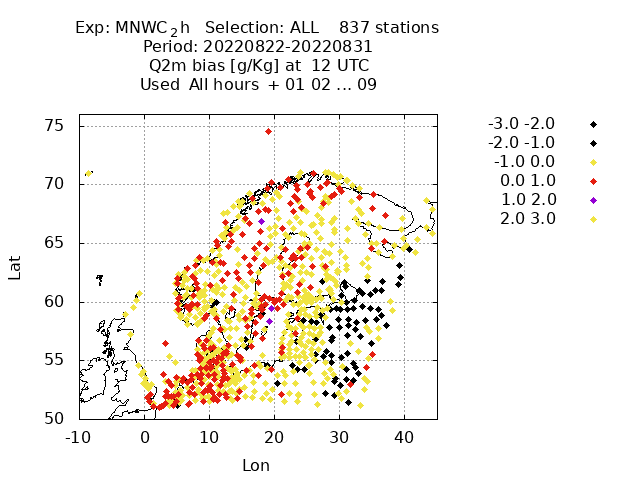 Exp: MNWC_2h   Selection: ALL    837 stations
Period: 20220822-20220831
Q2m bias [g/Kg] at  12 UTC
Used  All hours  + 01 02 ... 09
75
70
65
60
55
50
-10 0 10 20 30 40
Lat
Lon
-3.0 -2.0
-2.0 -1.0
-1.0 0.0
0.0 1.0
1.0 2.0
2.0 3.0